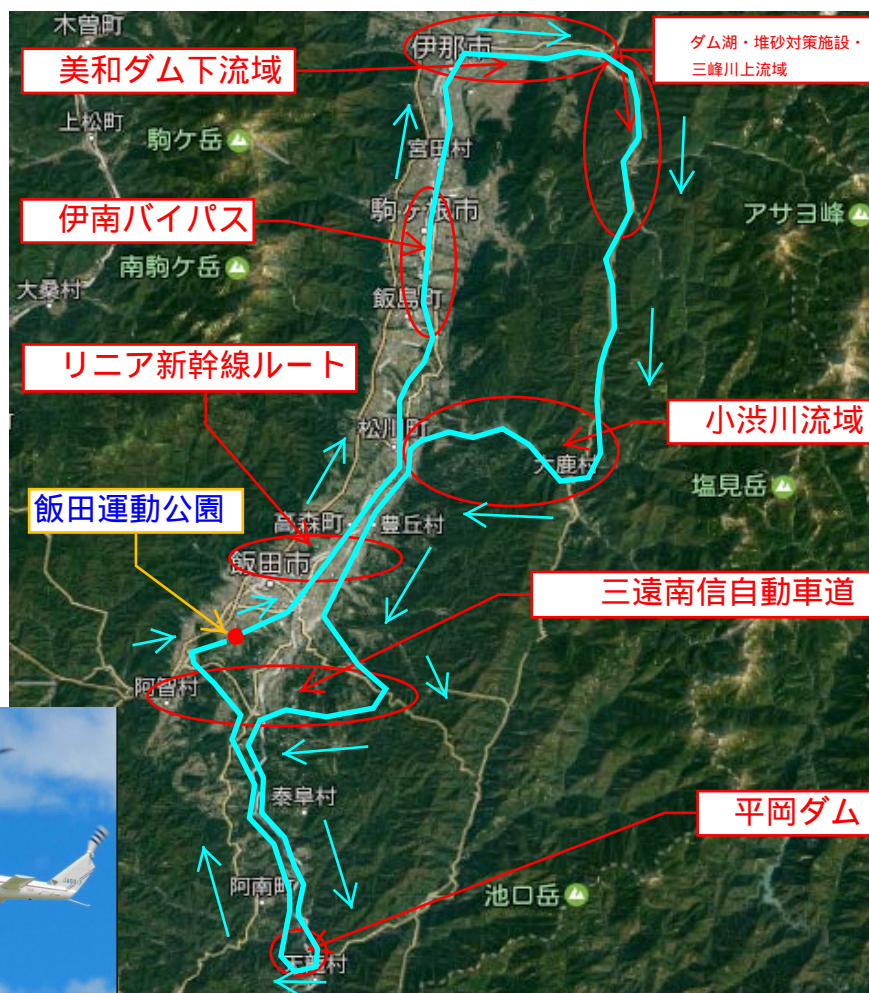 木曽町
伊那市
ダム湖・堆砂対策施設・
三峰川上流域
美和ダム下流域
上松町
駒ケ岳
宮田村
駒ケ根市
伊南バイパス
アサヨ峰
南駒ケ岳
大桑村
飯島町
リニア新幹線ルート
松川町
小渋川流域
大鹿村
塩見岳
飯田運動公園
高森町
豊丘村
飯田市
三遠南信自動車道
阿智村
泰阜村
平岡ダム
阿南町
池口岳
天龍村